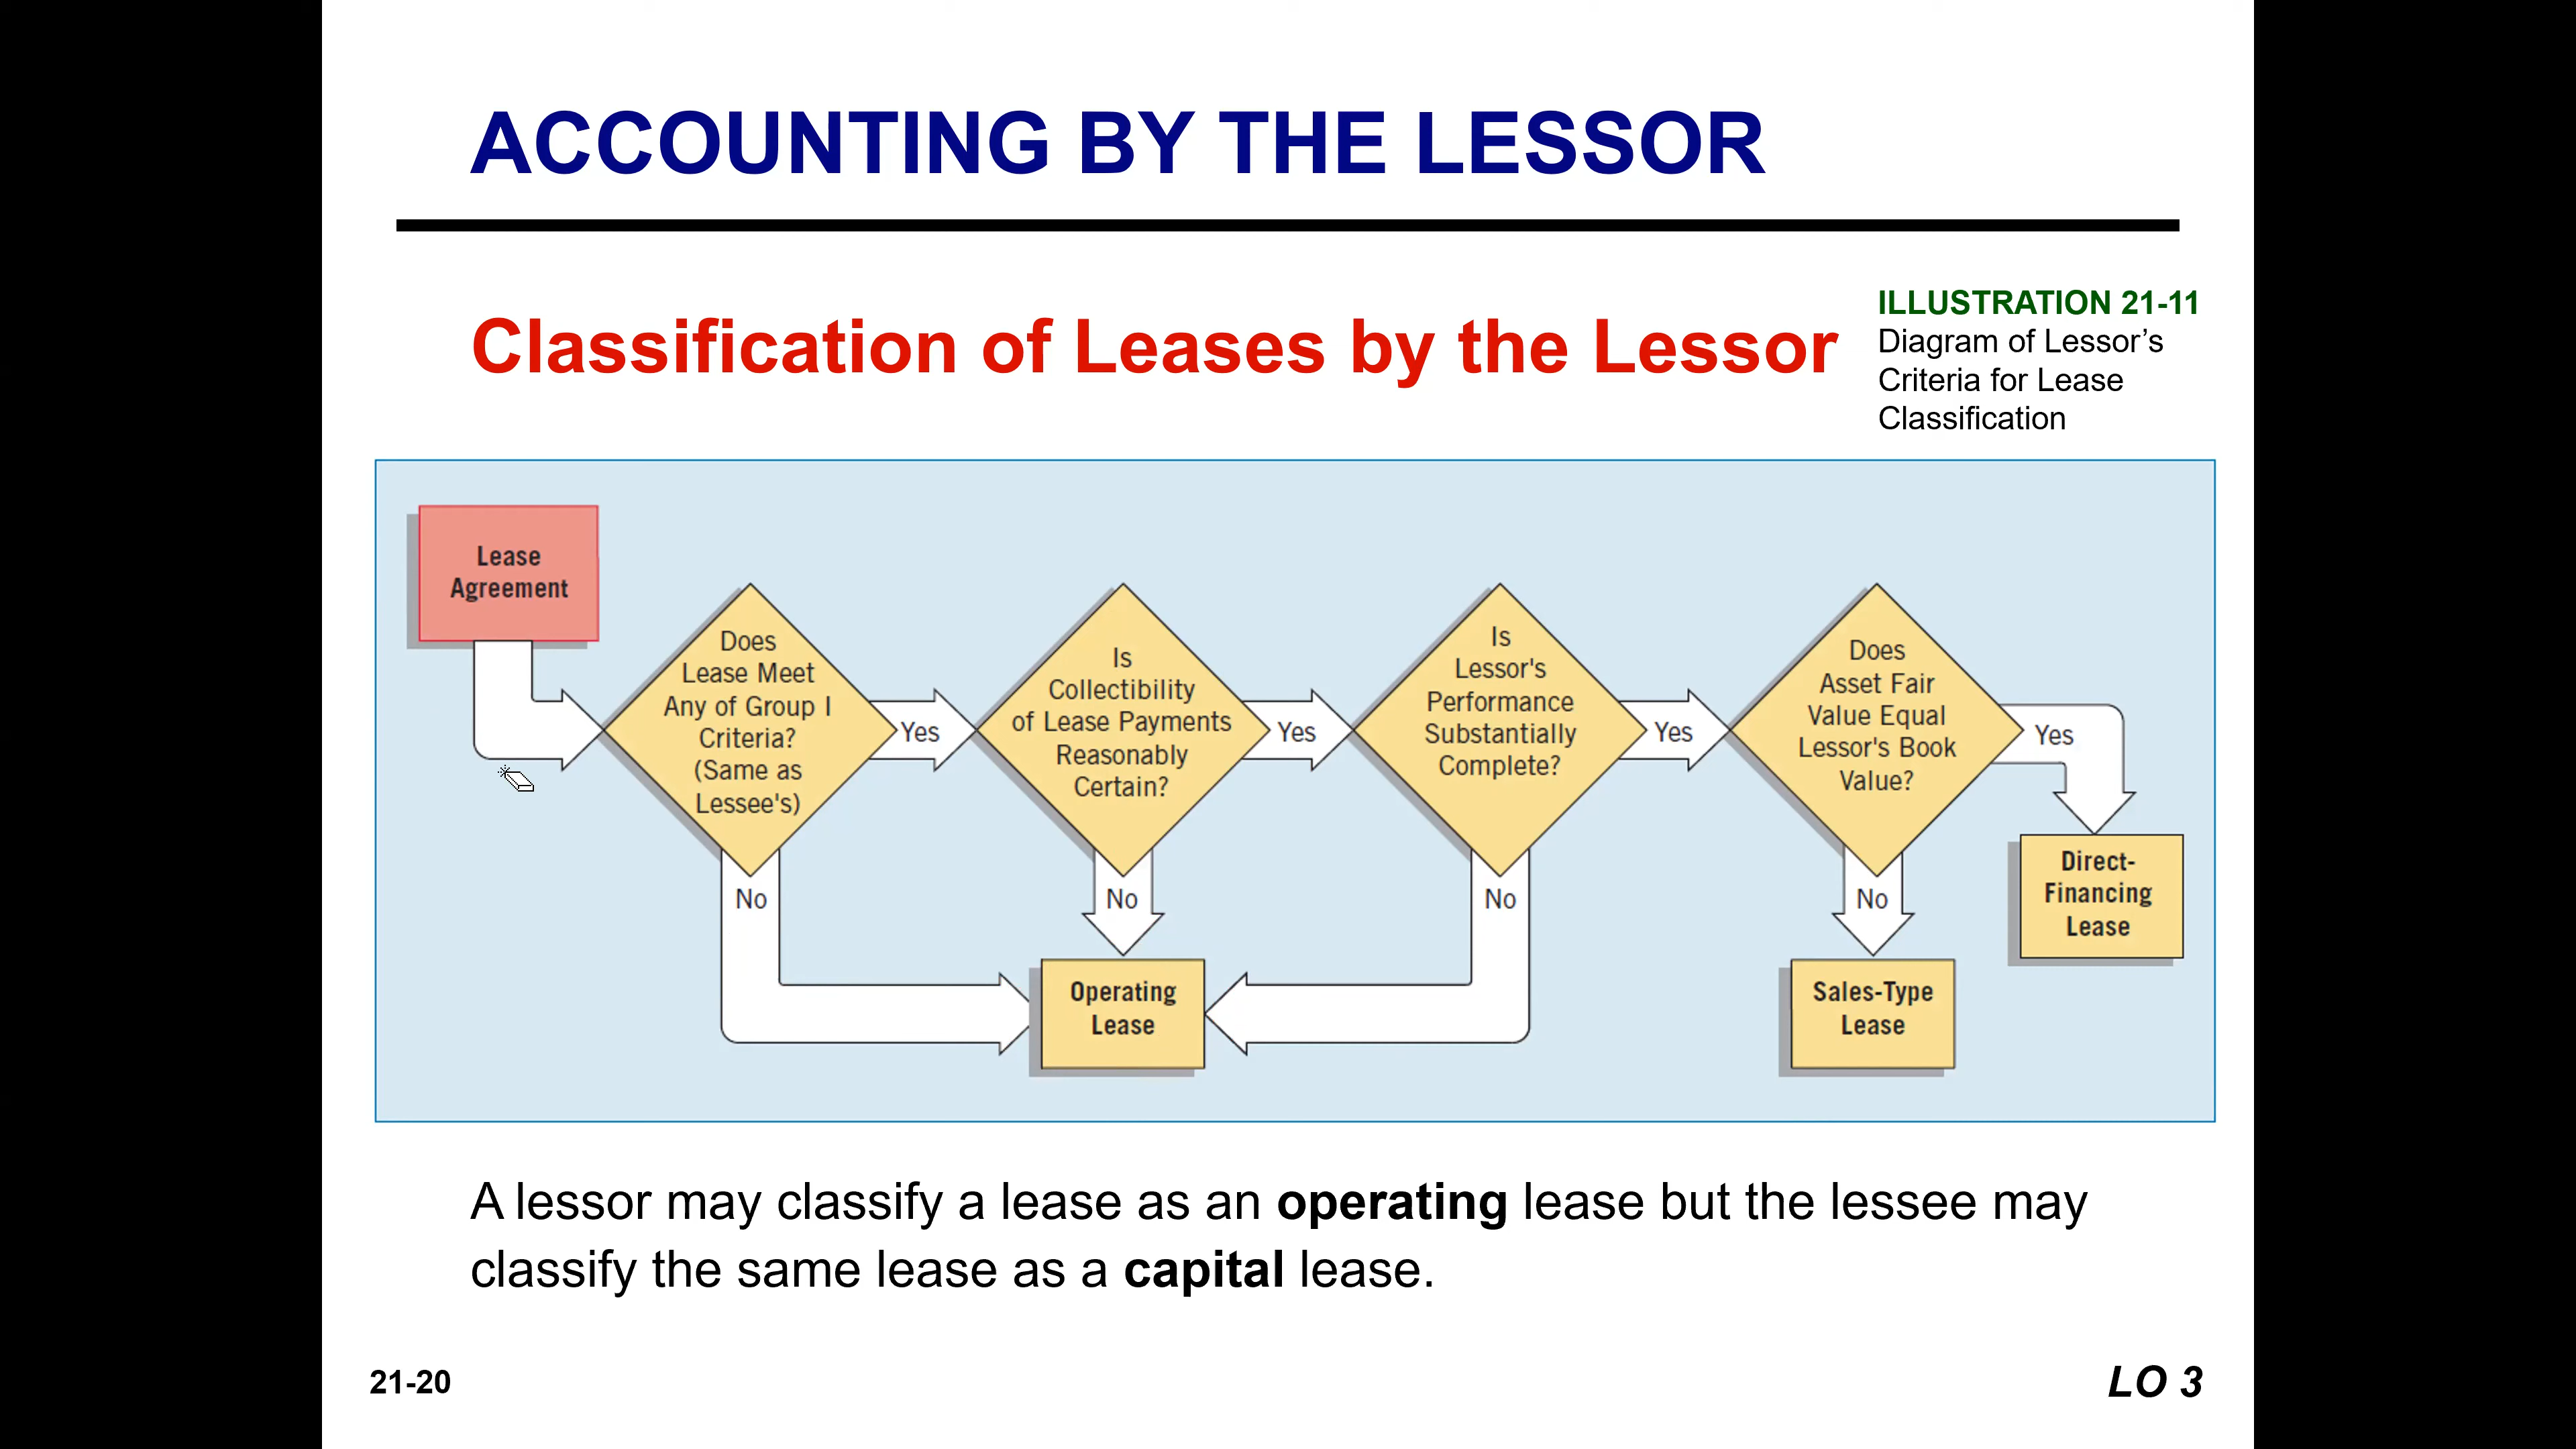 ACCOUNTING BY THE LESSOR
Classification of Leases by the Lessor
ILLUSTRATION 21-11
Diagram of Lessor’s
Criteria for Lease
Classification
Lease
Agreement
Does
Lease Meet
Any of Group I
Criteria?
(Same as
Lessee's)
Yes
No
Is
Collectibility
of Lease Payments
Reasonably
Certain?
Yes
No
Is
Lessor's
Performance
Substantially
Complete?
Yes
No
Does
Asset Fair
Value Equal
Lessor's Book
Value?
Yes
No
Direct-
Financing
Lease
Operating
Lease
Sales-Type
Lease
A lessor may classify a lease as an operating lease but the lessee may
classify the same lease as a capital lease.
21-20
LO 3